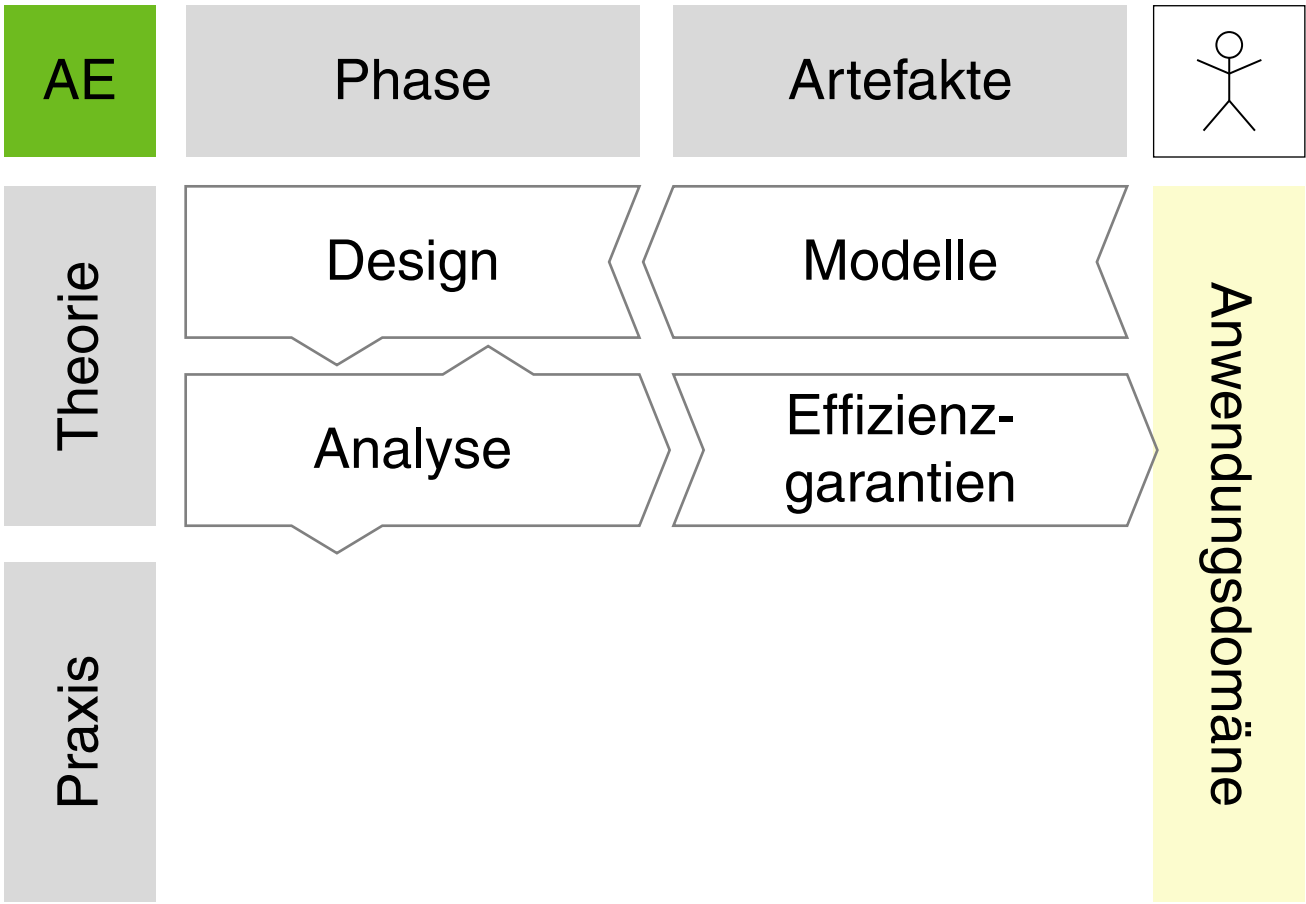 AE
Phase
Artefakte
Theorie
Design
Modelle
Analyse
Effizienz-
garantien
Praxis
Anwendungsdomäne